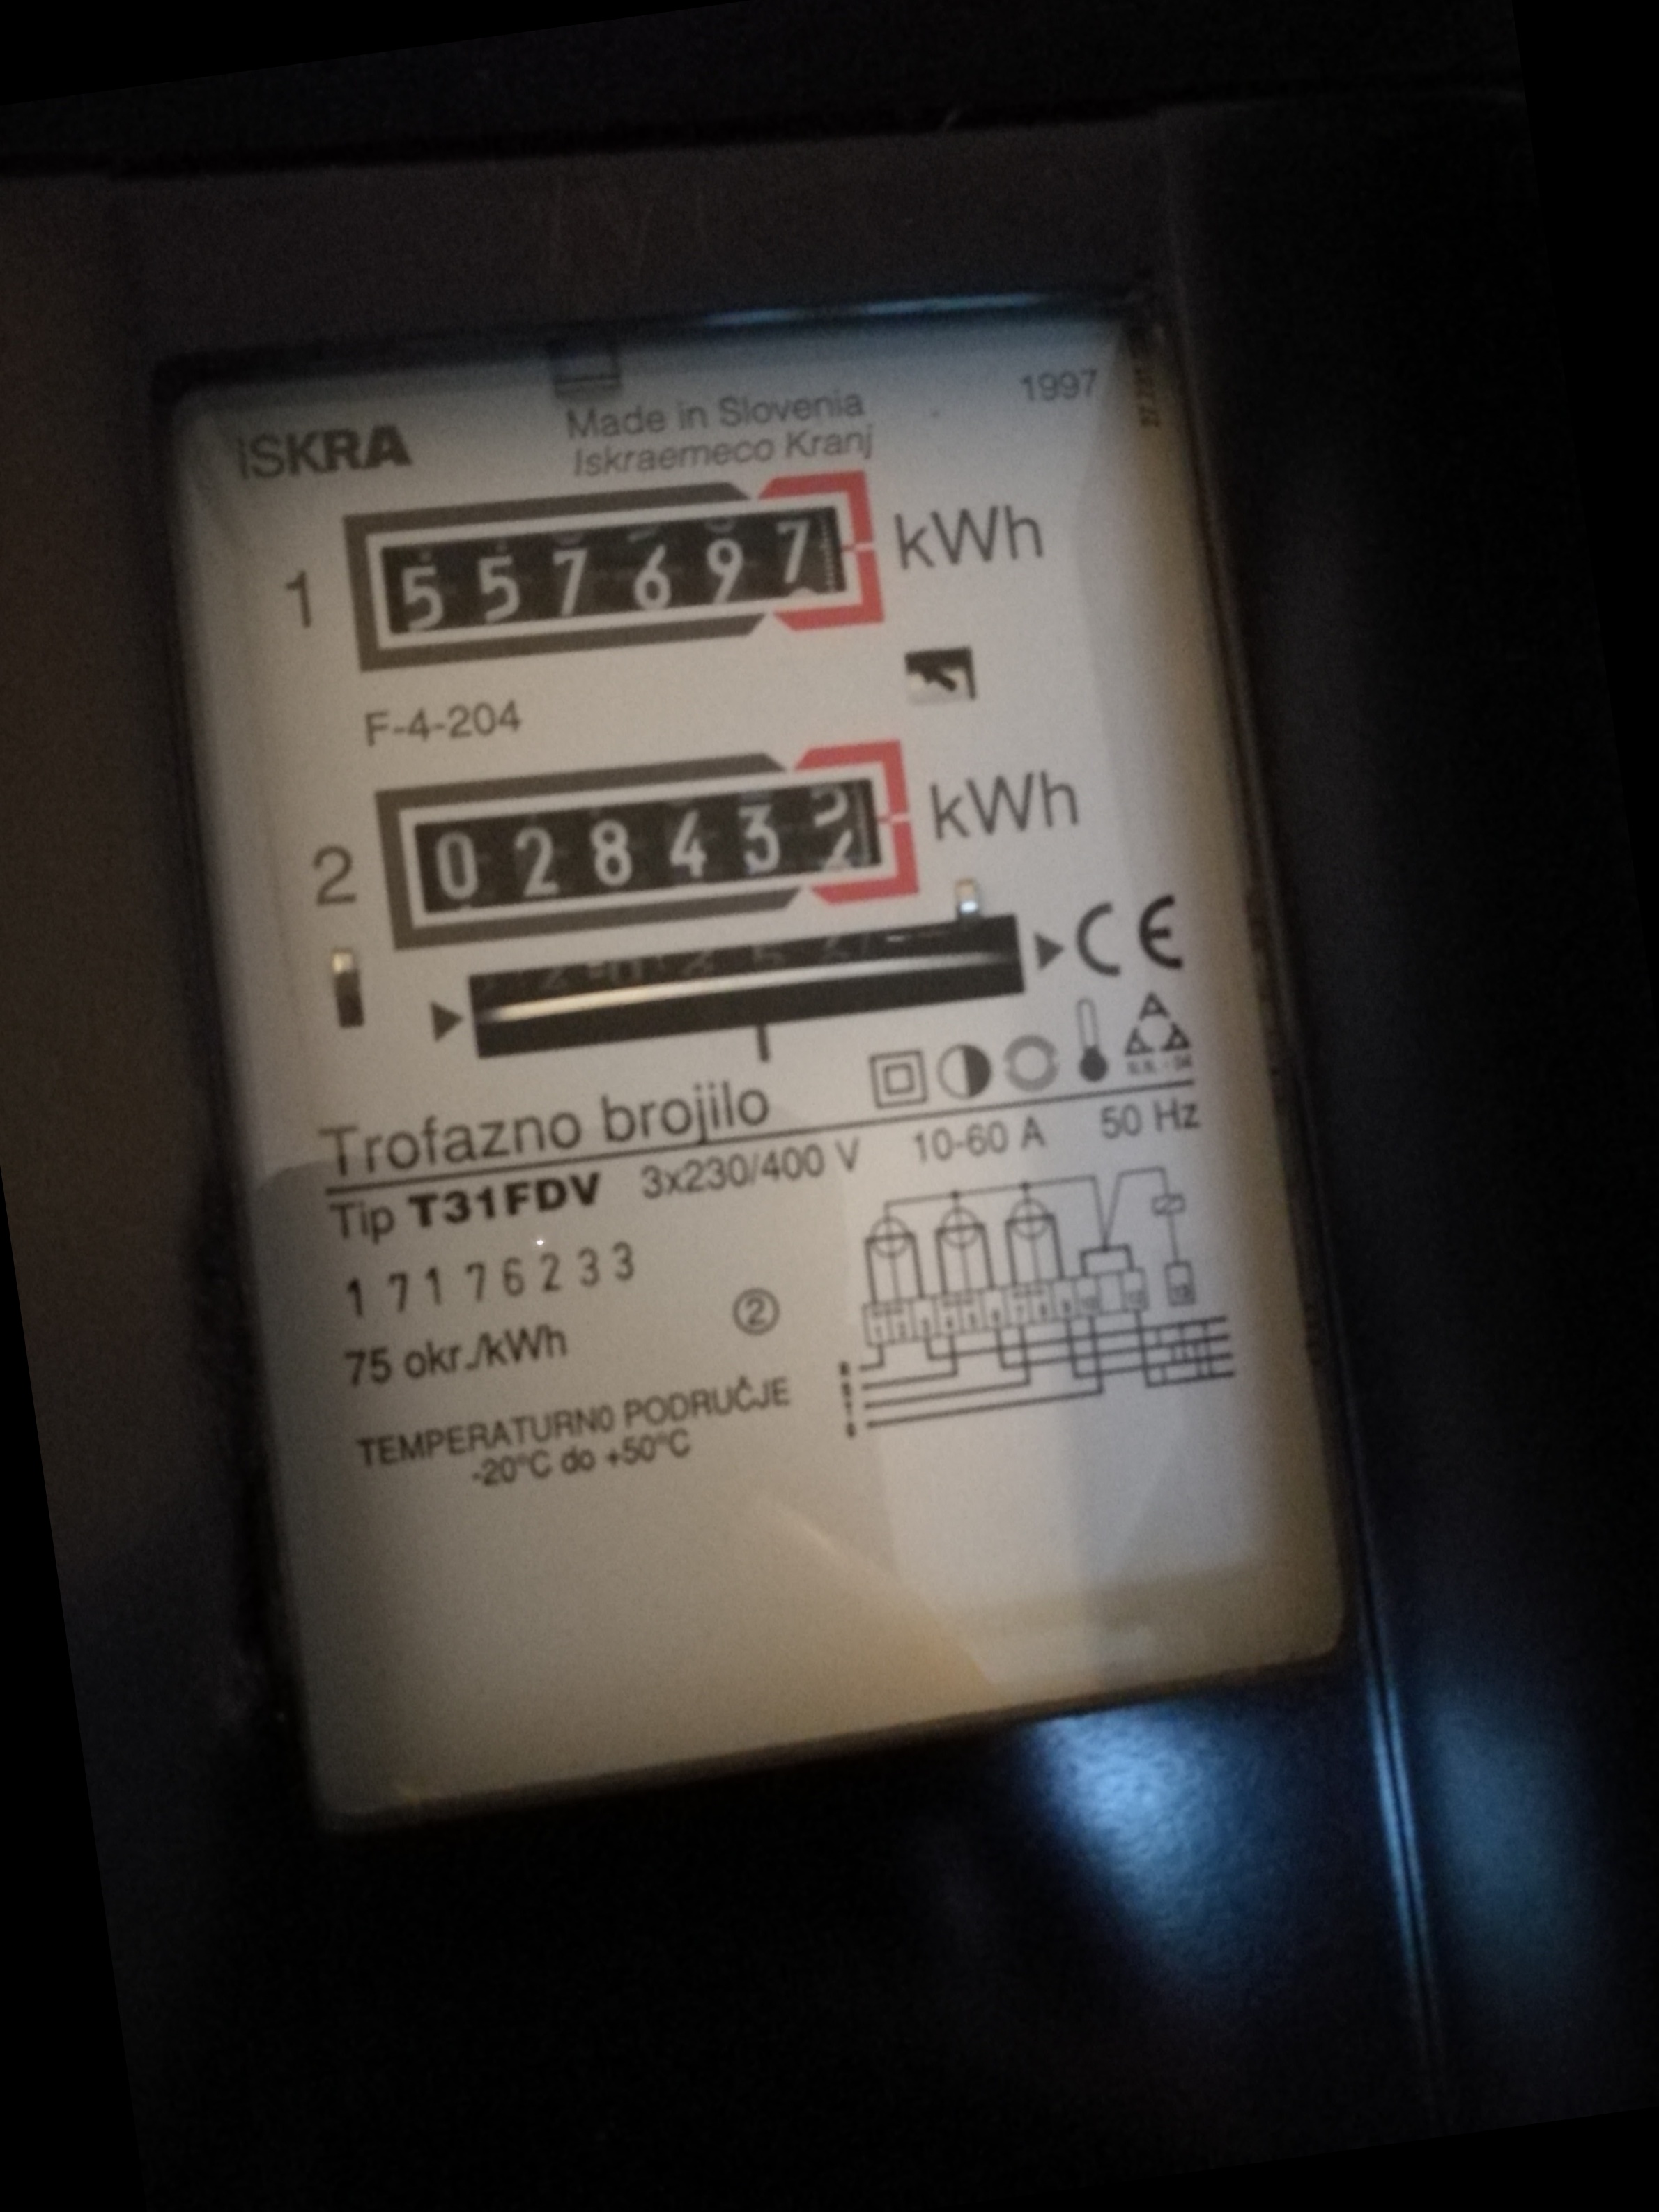 iSKRA
Made in Slovenia
Iskraemeco Kranj
1997
1 557697 kWh
F-4-204
2 02843 kWh
CE
Trofazno brojilo
Tip T31FDV 3x230/400 V 10-60 A 50 Hz
17176233
75 okr./kWh
2
TEMPERATURNO PODRUČJE
-20°C do +50°C